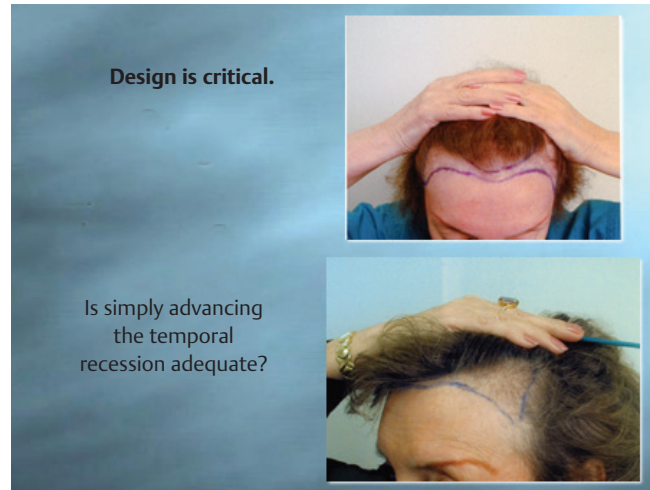 Design is critical.
Is simply advancing
the temporal
recession adequate?